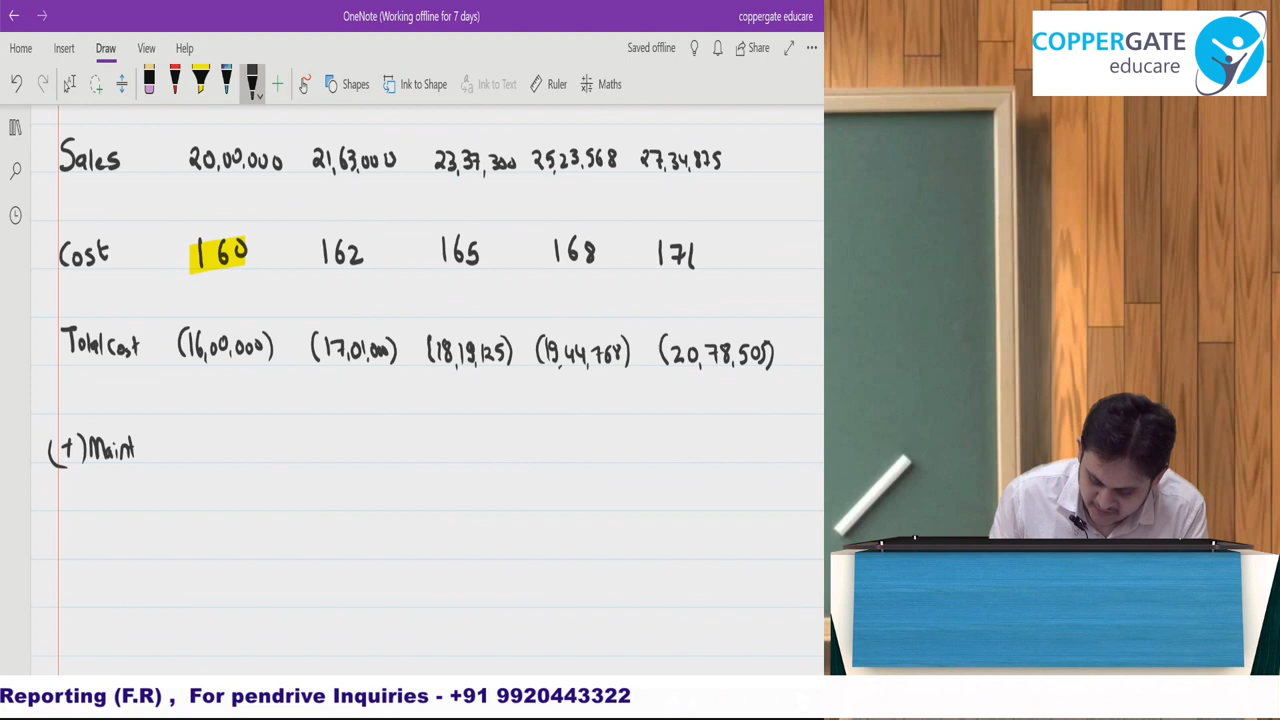 OneNote (Working offline for 7 days)
coppergate educare
Home Insert Draw View Help
Saved offline
Share
Shapes
Ink to Shape
Ink to Text
Ruler
Maths
COPPERGATE
educare
Sales 20,00,000 21,63,000 23,37,300 25,23,568 27,34,875
Cost 160 162 165 168 171
Total cost (16,00,000) (17,01,000) (18,19,125) (19,44,768) (20,78,505)
(+) Maint
Reporting (F.R) , For pendrive Inquiries - +91 9920443322